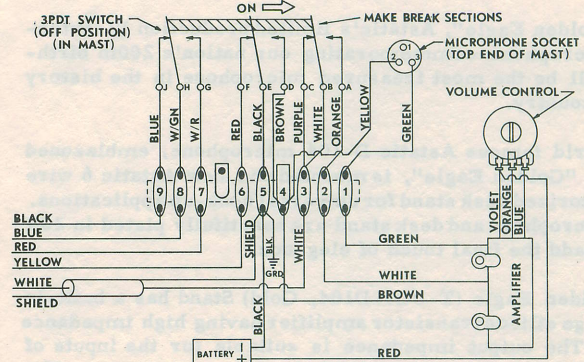 ON
3PDT SWITCH
(OFF POSITION)
(IN MAST)
MAKE BREAK SECTIONS
MICROPHONE SOCKET
(TOP END OF MAST)
VOLUME CONTROL
J H G F E D C B A
BLUE
W/GN
W/R
RED
BLACK
BROWN
PURPLE
WHITE
ORANGE
YELLOW
GREEN
9 8 7 6 5 4 3 2 1
VIOLET
ORANGE
BLUE
BLACK
BLUE
RED
YELLOW
WHITE
SHIELD
SHIELD
BLK
GRD
WHITE
GREEN
WHITE
BROWN
AMPLIFIER
BLACK
BATTERY
RED